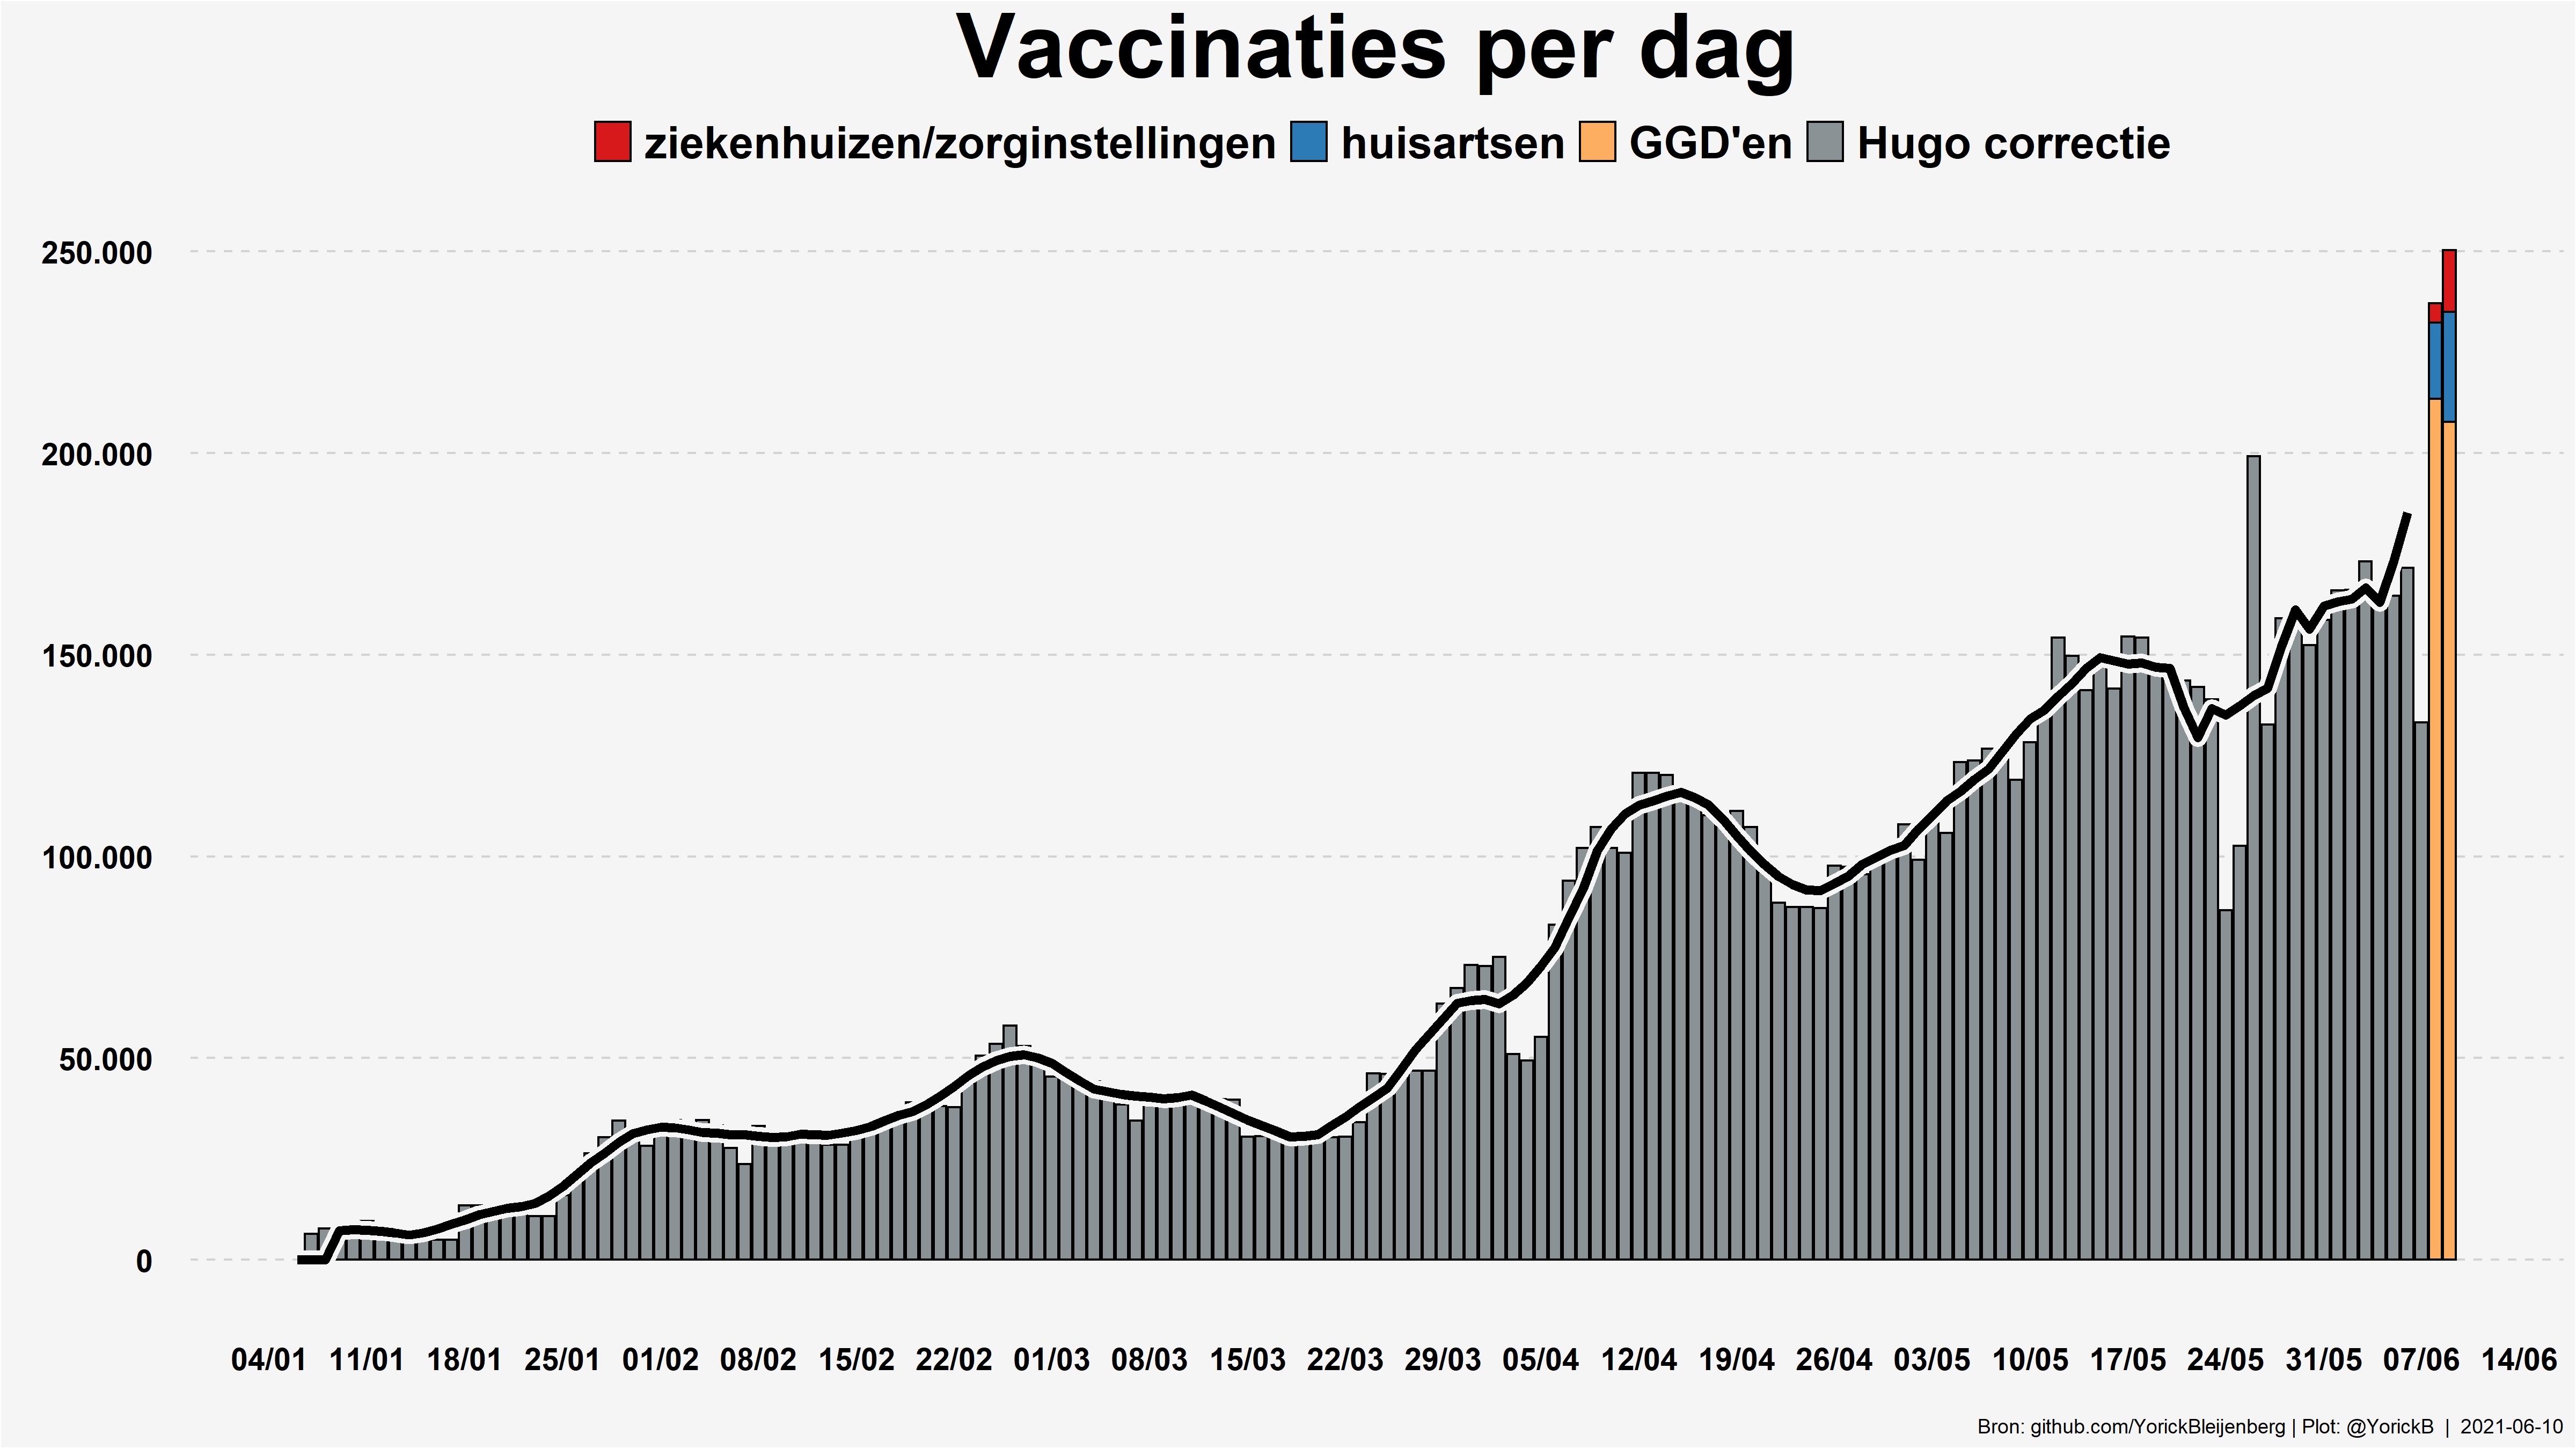 Vaccinaties per dag
ziekenhuizen/zorginstellingen huisartsen GGD'en Hugo correctie
250.000
200.000
150.000
100.000
50.000
0
04/01 11/01 18/01 25/01 01/02 08/02 15/02 22/02 01/03 08/03 15/03 22/03 29/03 05/04 12/04 19/04 26/04 03/05 10/05 17/05 24/05 31/05 07/06 14/06
Bron: github.com/YorickBleijenberg | Plot: @YorickB | 2021-06-10